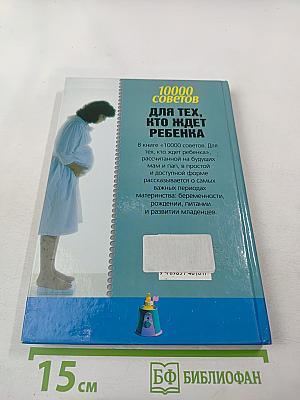 10000
СОВЕТОВ
ДЛЯ ТЕХ,
КТО ЖДЕТ
РЕБЕНКА
В книге «10000 советов. Для
тех, кто ждет ребенка»,
рассчитанной на будущих
мам и пап, в простой
и доступной форме
рассказывается о самых
важных периодах
материнства: беременности,
рождении, питании
и развитии младенцев.
15 см
БФ БИБЛИОФАН